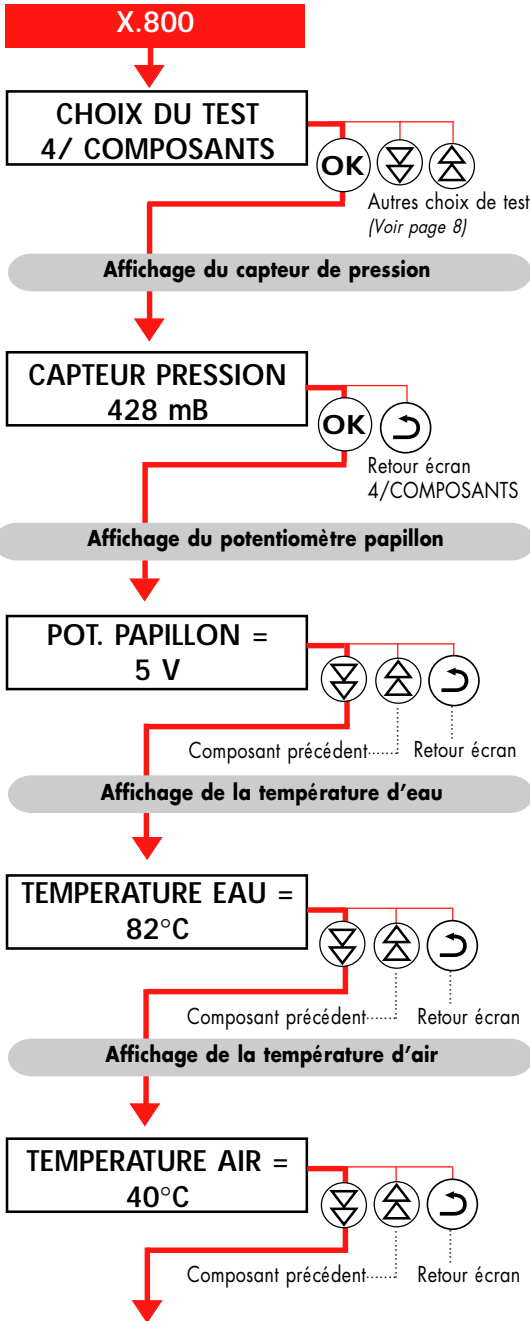 X.800
CHOIX DU TEST
4/ COMPOSANTS
OK
Autres choix de test
(Voir page 8)
Affichage du capteur de pression
CAPTEUR PRESSION
428 mB
OK
Retour écran
4/COMPOSANTS
Affichage du potentiomètre papillon
POT. PAPILLON =
5 V
Composant précédent Retour écran
Affichage de la température d'eau
TEMPERATURE EAU =
82°C
Composant précédent Retour écran
Affichage de la température d'air
TEMPERATURE AIR =
40°C
Composant précédent Retour écran